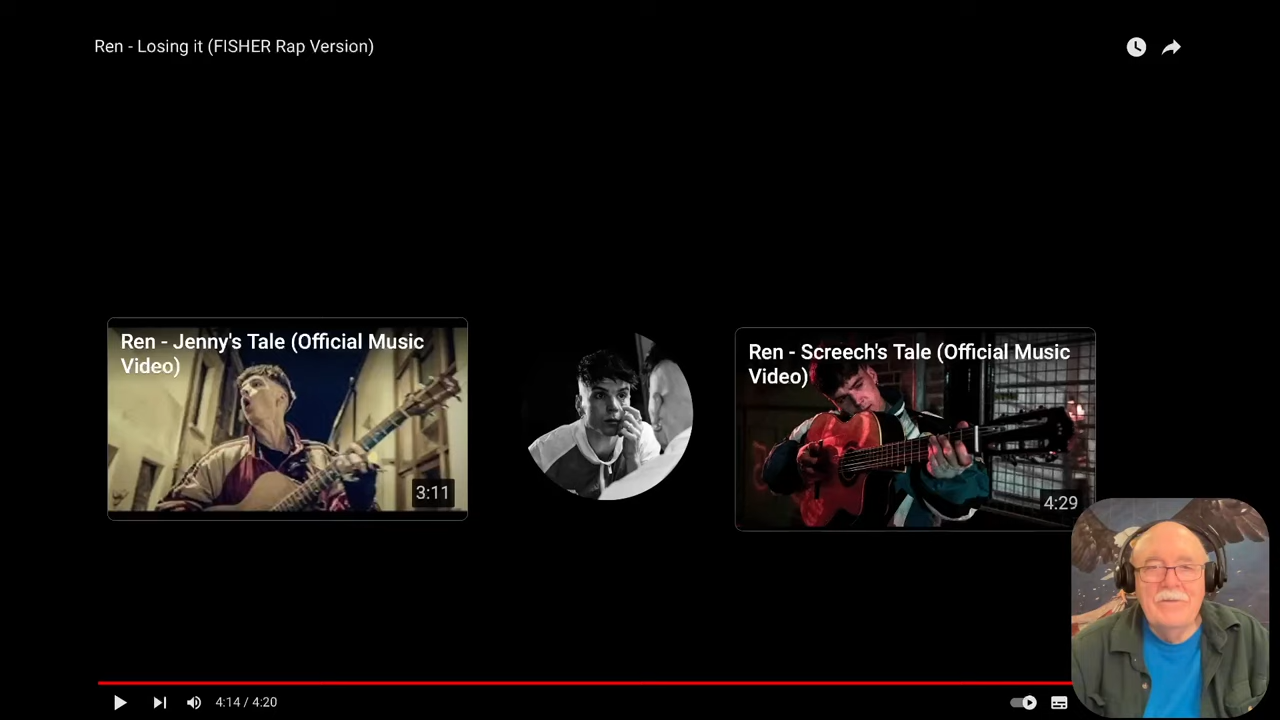 Ren - Losing it (FISHER Rap Version)
Ren - Jenny's Tale (Official Music
Video)
3:11
Ren - Screech's Tale (Official Music
Video)
4:29
4:14 / 4:20